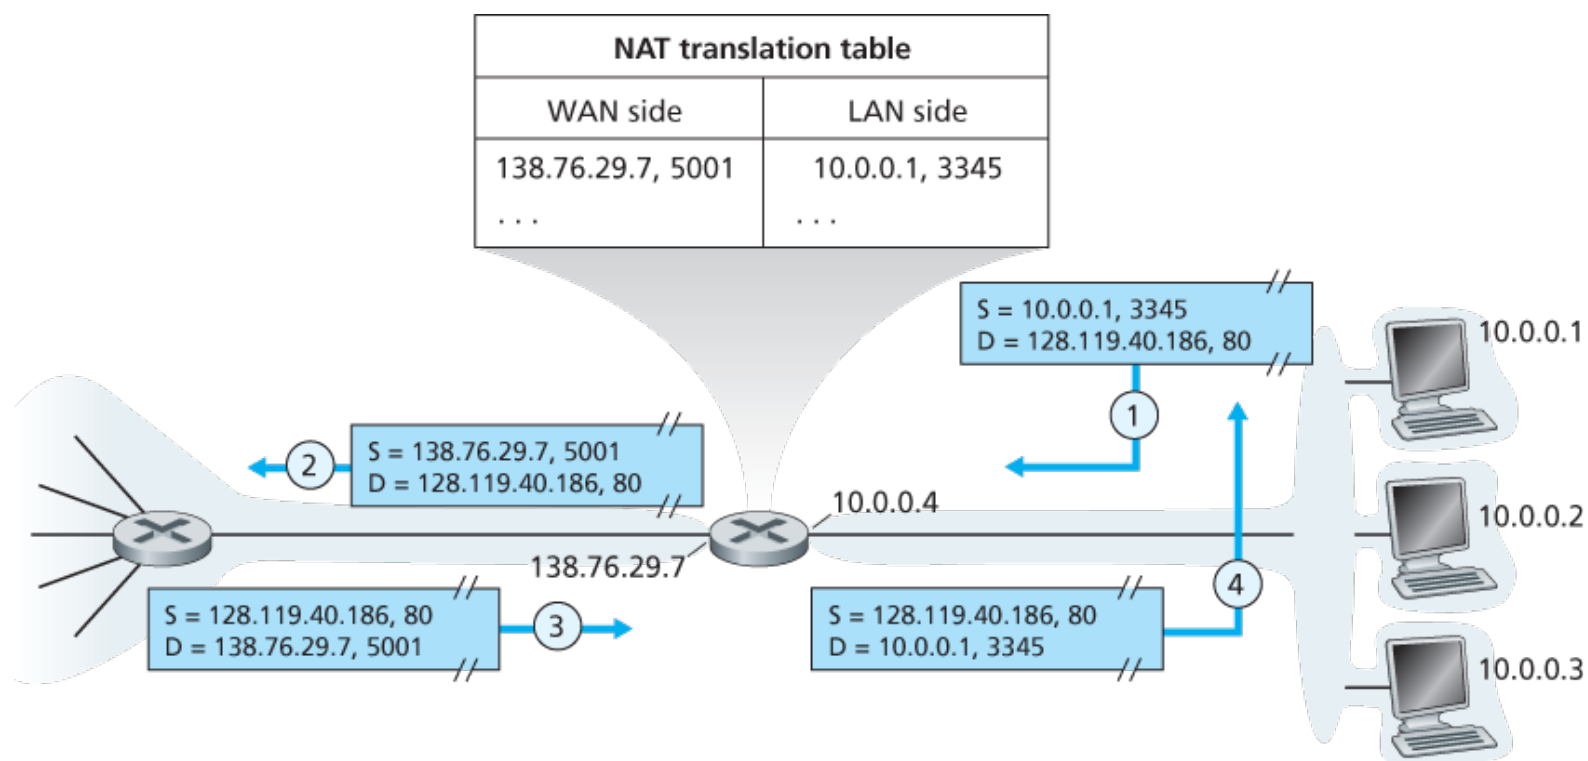 NAT translation table
WAN side
LAN side
138.76.29.7, 5001
10.0.0.1, 3345
. . .
. . .
S = 10.0.0.1, 3345
D = 128.119.40.186, 80
10.0.0.1
1
S = 138.76.29.7, 5001
D = 128.119.40.186, 80
2
10.0.0.4
10.0.0.2
138.76.29.7
S = 128.119.40.186, 80
D = 138.76.29.7, 5001
3
S = 128.119.40.186, 80
D = 10.0.0.1, 3345
4
10.0.0.3